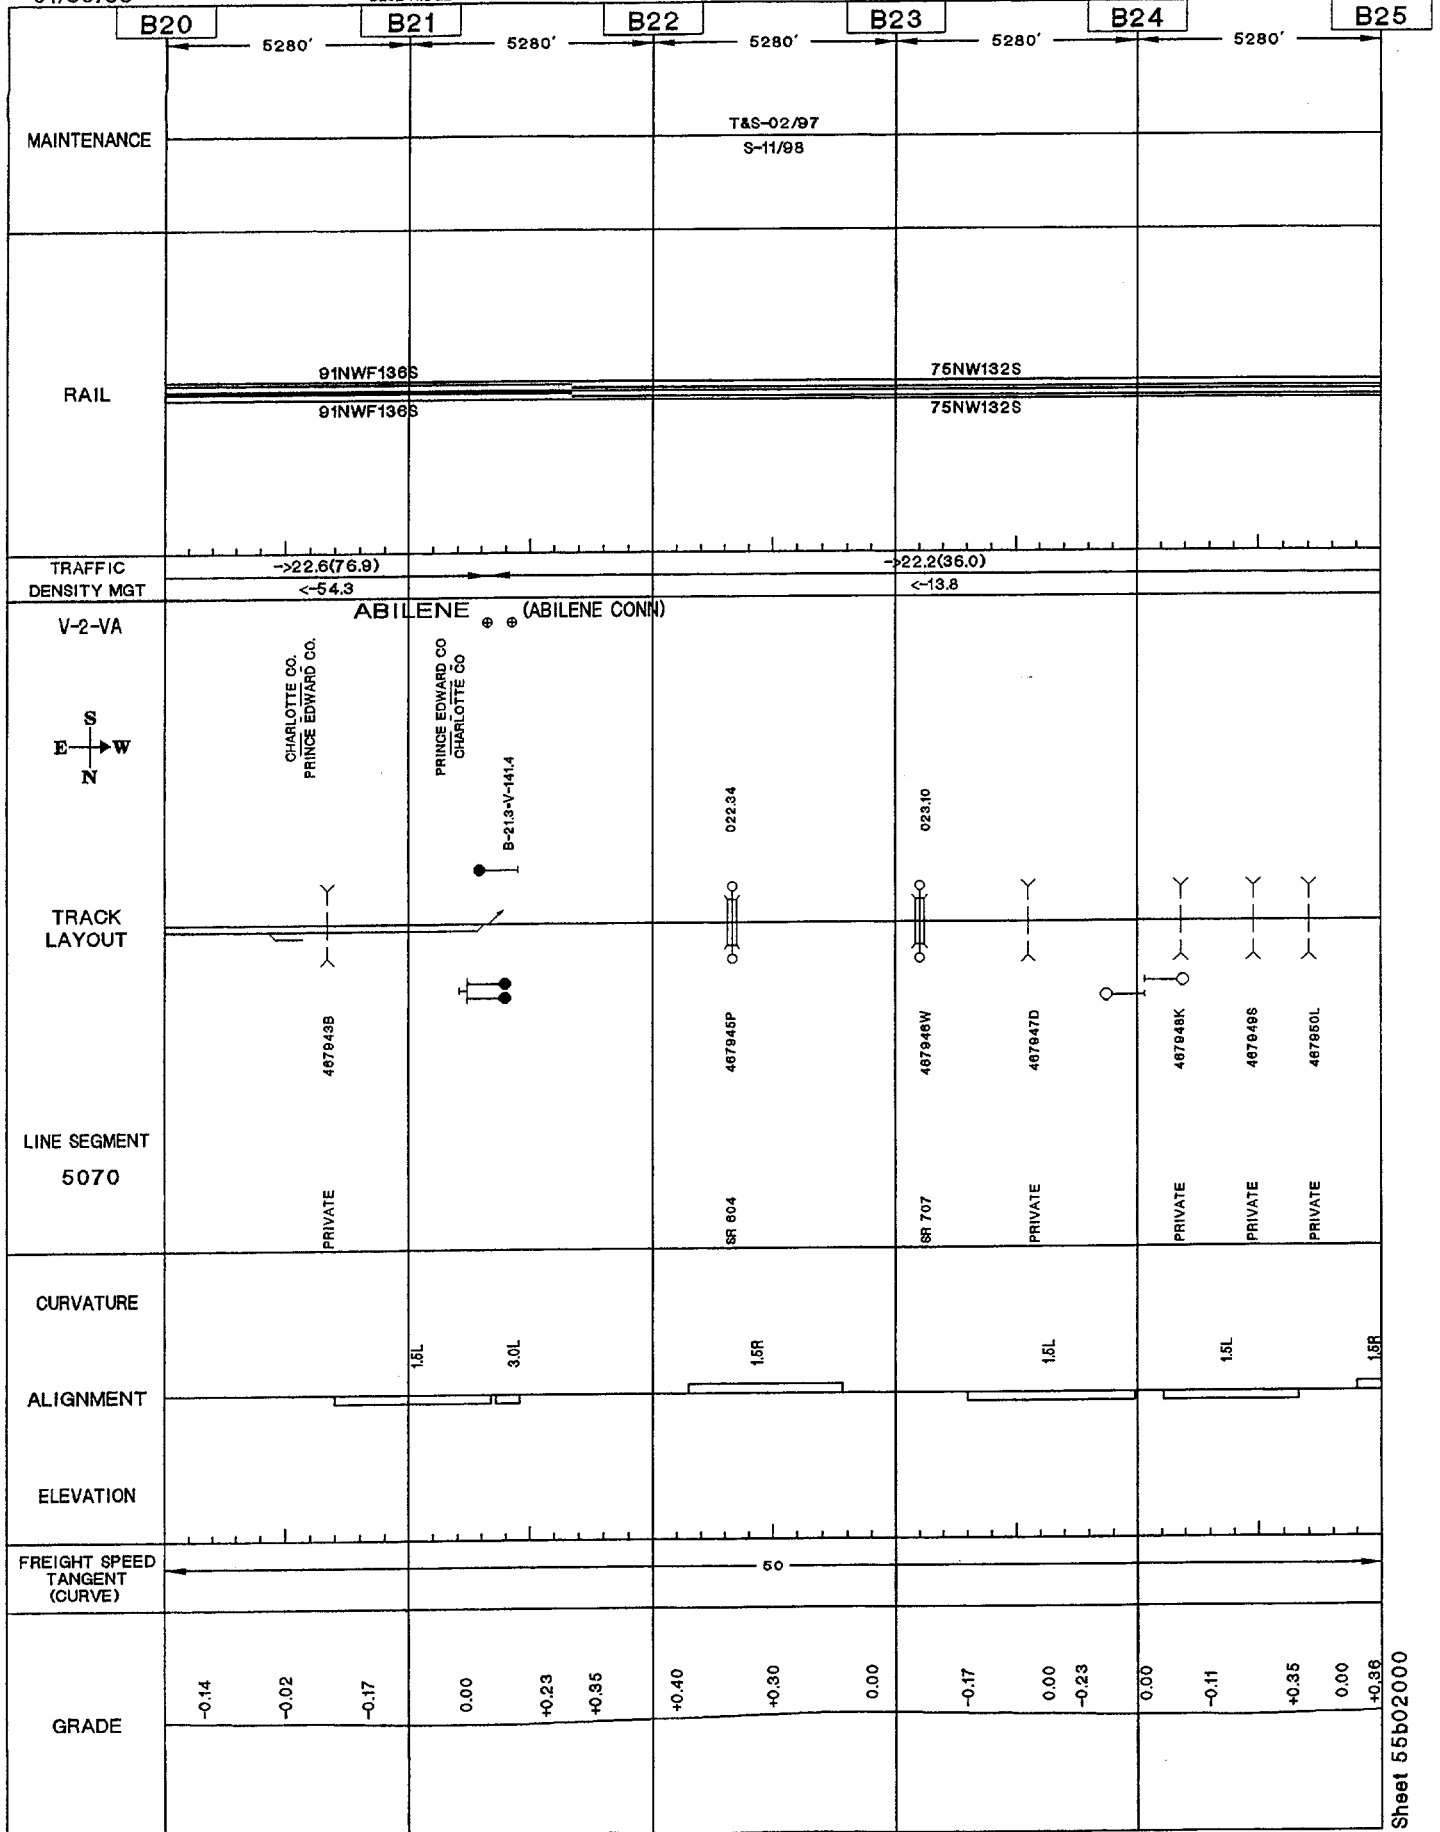 B20 B21 B22 B23 B24 B25
5280' 5280' 5280' 5280' 5280'
MAINTENANCE
T&S-02/97
S-11/98
RAIL
91NWF136S 75NW132S
91NWF136S 75NW132S
TRAFFIC
DENSITY MGT
->22.6(76.9) ->22.2(36.0)
<-54.3 <-13.8
V-2-VA
ABILENE (ABILENE CONN)
CHARLOTTE CO.
PRINCE EDWARD CO.
PRINCE EDWARD CO
CHARLOTTE CO
S
E W
N
B-21.3=V-141.4
022.34
023.10
TRACK
LAYOUT
467943B
467945P
467946W
467947D
467948K
467949S
467950L
LINE SEGMENT
5070
PRIVATE
SR 604
SR 707
PRIVATE
PRIVATE
PRIVATE
PRIVATE
CURVATURE
1.5L
3.0L
1.5R
1.5L
1.5L
1.5R
ALIGNMENT
ELEVATION
FREIGHT SPEED
TANGENT
(CURVE)
50
GRADE
-0.14
-0.02
-0.17
0.00
+0.23
+0.35
+0.40
+0.30
0.00
-0.17
0.00
-0.23
0.00
-0.11
+0.35
0.00
+0.36
Sheet 55b02000